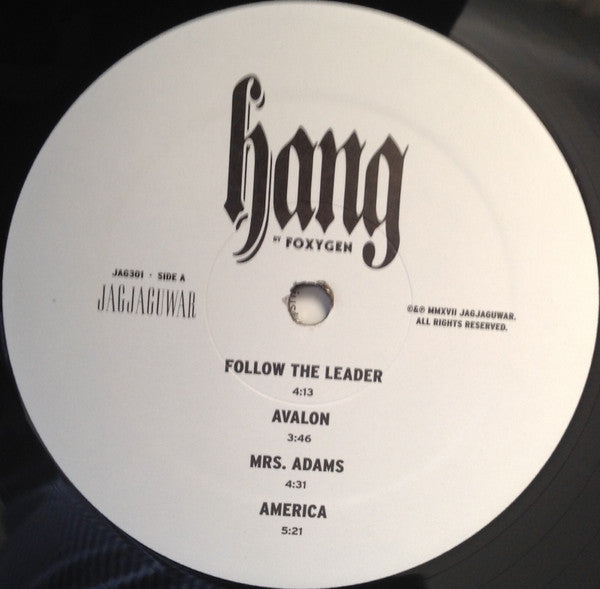 hang
BY FOXYGEN
JAG301 · SIDE A
JAGJAGUWAR
©&℗ MMXVII JAGJAGUWAR.
ALL RIGHTS RESERVED.
FOLLOW THE LEADER
4:13
AVALON
3:46
MRS. ADAMS
4:31
AMERICA
5:21